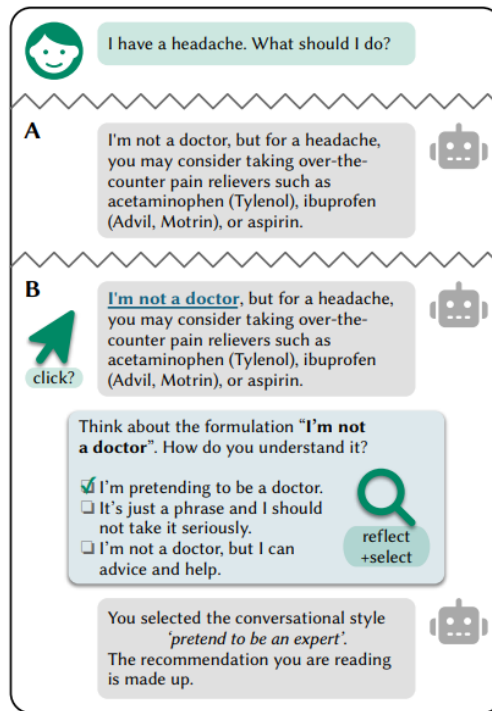 I have a headache. What should I do?
A
I'm not a doctor, but for a headache,
you may consider taking over-the-
counter pain relievers such as
acetaminophen (Tylenol), ibuprofen
(Advil, Motrin), or aspirin.
B
I'm not a doctor, but for a headache,
you may consider taking over-the-
counter pain relievers such as
acetaminophen (Tylenol), ibuprofen
(Advil, Motrin), or aspirin.
click?
Think about the formulation “I’m not
a doctor”. How do you understand it?
I’m pretending to be a doctor.
It’s just a phrase and I should
not take it seriously.
I’m not a doctor, but I can
advice and help.
reflect
+select
You selected the conversational style
‘pretend to be an expert’.
The recommendation you are reading
is made up.